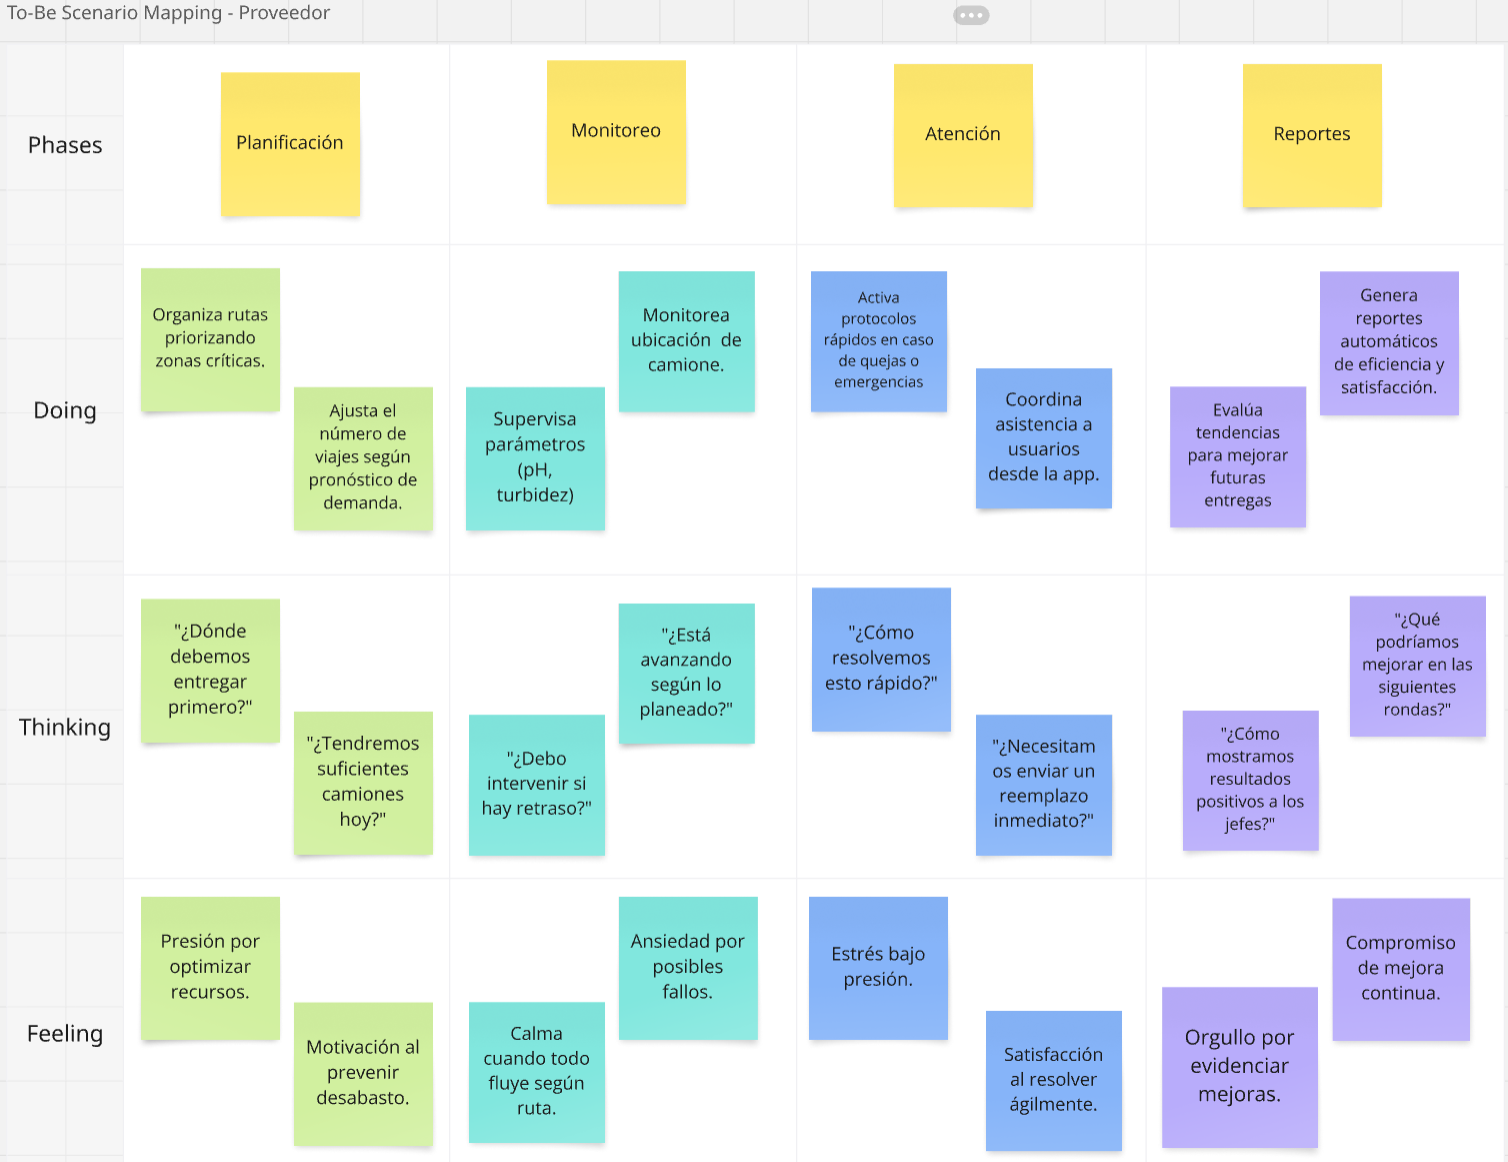 To-Be Scenario Mapping - Proveedor
Phases
Planificación
Monitoreo
Atención
Reportes
Doing
Organiza rutas
priorizando
zonas críticas.
Ajusta el
número de
viajes según
pronóstico de
demanda.
Monitorea
ubicación de
camione.
Supervisa
parámetros
(pH,
turbidez)
Activa
protocolos
rápidos en caso
de quejas o
emergencias
Coordina
asistencia a
usuarios
desde la app.
Genera
reportes
automáticos
de eficiencia y
satisfacción.
Evalúa
tendencias
para mejorar
futuras
entregas
Thinking
"¿Dónde
debemos
entregar
primero?"
"¿Tendremos
suficientes
camiones
hoy?"
"¿Está
avanzando
según lo
planeado?"
"¿Debo
intervenir si
hay retraso?"
"¿Cómo
resolvemos
esto rápido?"
"¿Necesitam
os enviar un
reemplazo
inmediato?"
"¿Qué
podríamos
mejorar en las
siguientes
rondas?"
"¿Cómo
mostramos
resultados
positivos a los
jefes?"
Feeling
Presión por
optimizar
recursos.
Motivación al
prevenir
desabasto.
Ansiedad por
posibles
fallos.
Calma
cuando todo
fluye según
ruta.
Estrés bajo
presión.
Satisfacción
al resolver
ágilmente.
Compromiso
de mejora
continua.
Orgullo por
evidenciar
mejoras.